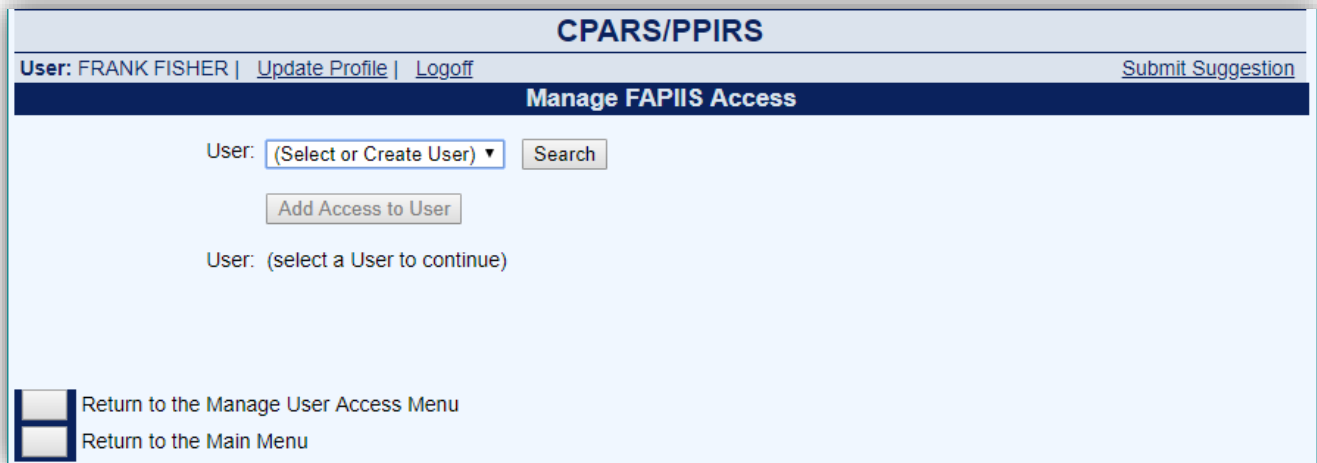 CPARS/PPIRS
User: FRANK FISHER | Update Profile | Logoff Submit Suggestion
Manage FAPIIS Access
User: (Select or Create User) Search
Add Access to User
User: (select a User to continue)
Return to the Manage User Access Menu
Return to the Main Menu